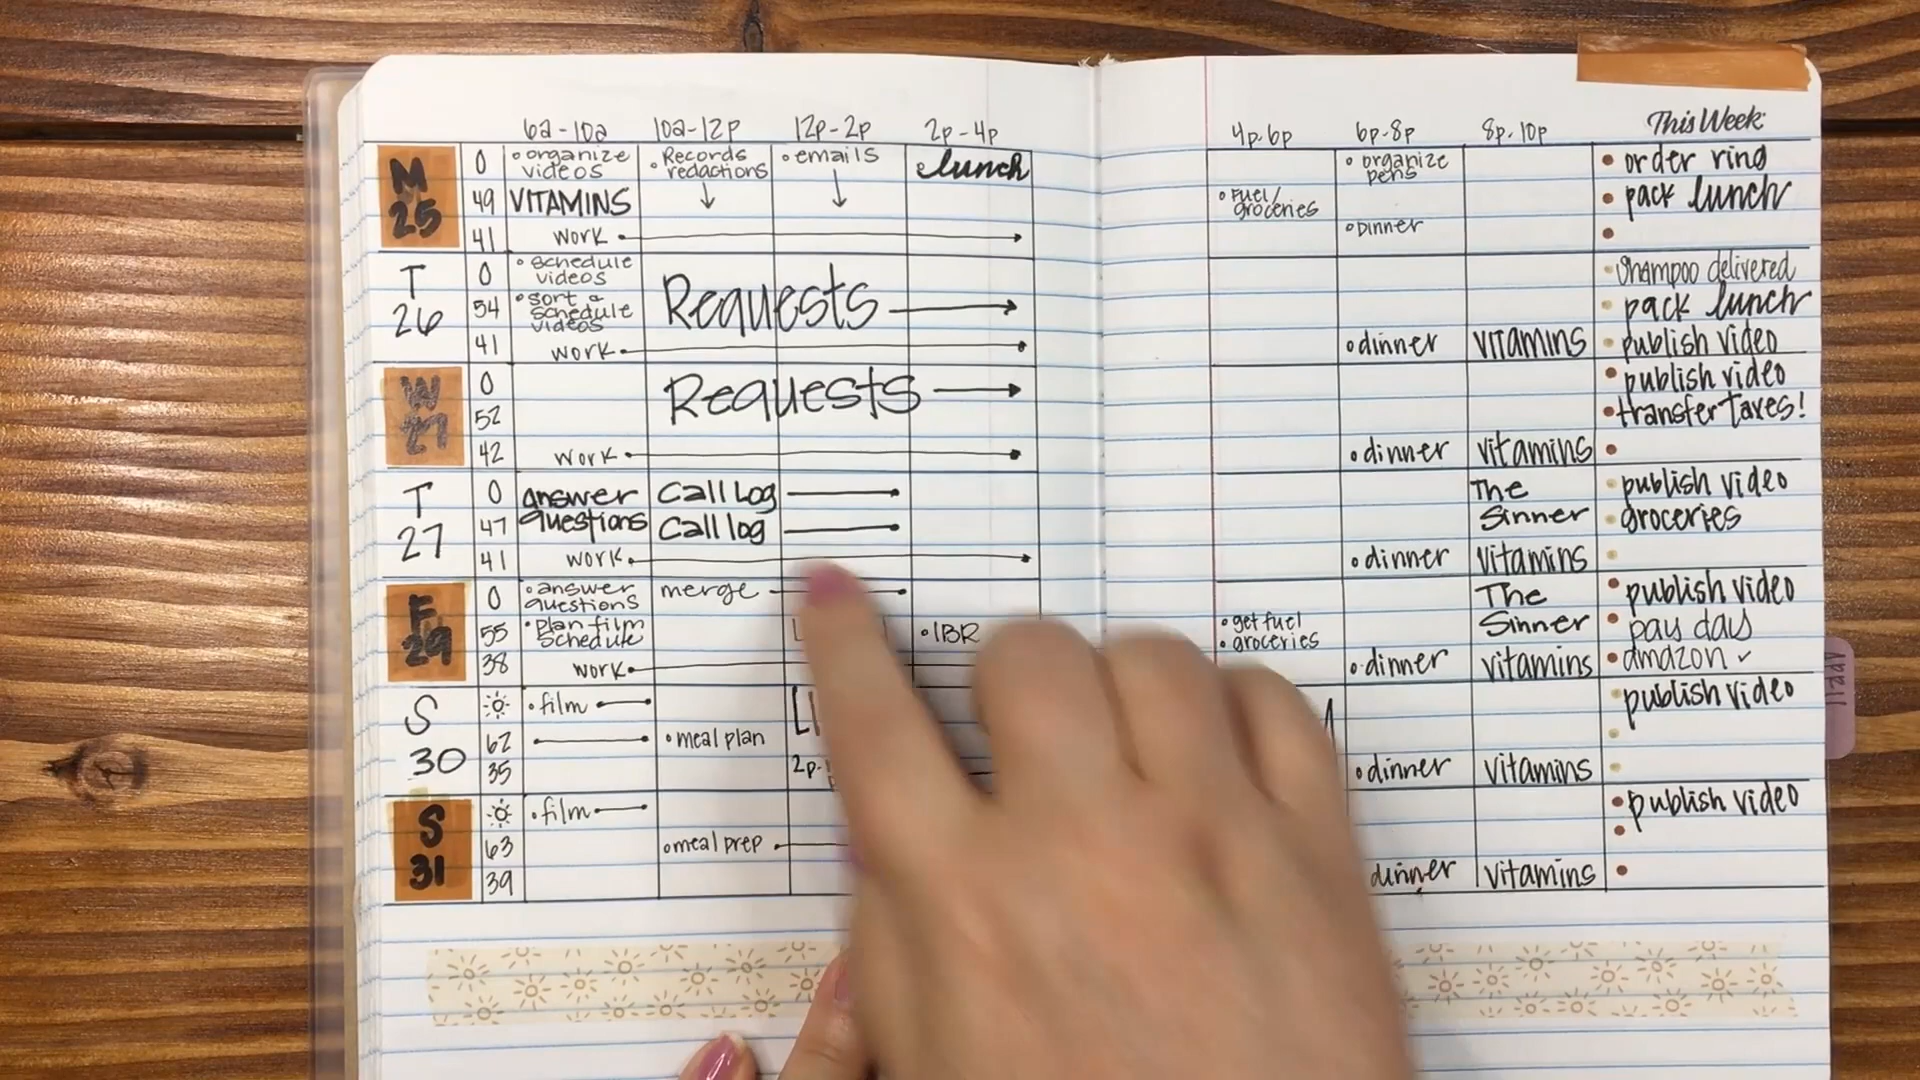 6a-10a 10a-12p 12p-2p 2p-4p 4p-6p 6p-8p 8p-10p This Week:
M
25
0
49
41
organize
videos
VITAMINS
work
Records
redactions
emails
lunch
Fuel/
groceries
organize
pens
Dinner
order ring
pack lunch
T
26
0
54
41
schedule
videos
sort &
schedule
videos
work
Requests
dinner
vitamins
shampoo delivered
pack lunch
publish video
W
27
0
52
42
Requests
work
dinner
vitamins
publish video
transfer taxes!
T
27
0
47
41
answer
questions
work
Call Log
Call log
dinner
The
Sinner
vitamins
publish video
groceries
F
29
0
55
38
answer
questions
plan film
schedule
work
merge
IBR
get fuel
groceries
dinner
The
Sinner
vitamins
publish video
pay day
amazon ✓
S
30
62
35
film
meal plan
2p-
dinner
vitamins
publish video
S
31
63
39
film
meal prep
dinner
vitamins
publish video
April